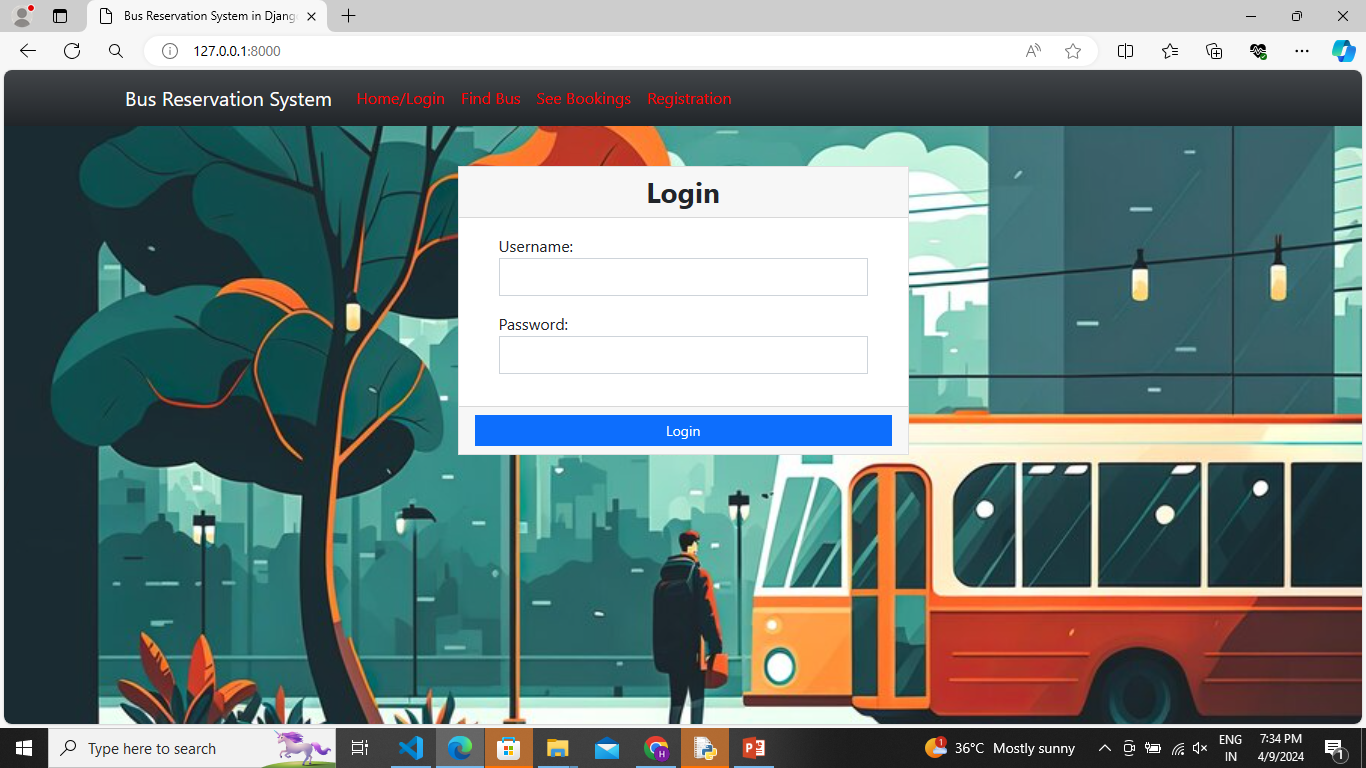 Bus Reservation System in Djang
127.0.0.1:8000
Bus Reservation System Home/Login Find Bus See Bookings Registration
Login
Username:
Password:
Login
Type here to search
1
36°C Mostly sunny
ENG
IN
7:34 PM
4/9/2024
1
H